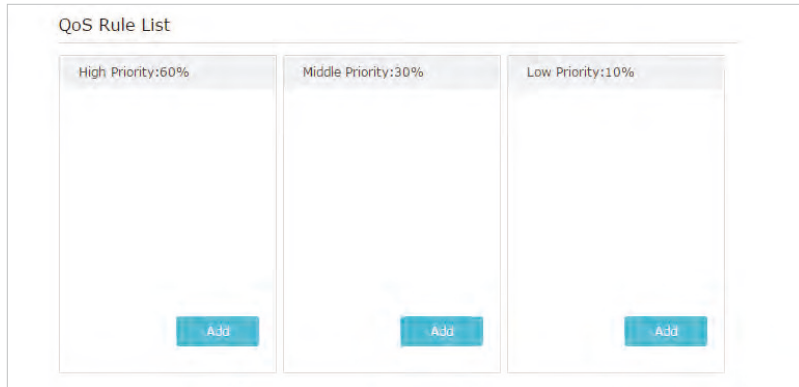 QoS Rule List
High Priority:60% Middle Priority:30% Low Priority:10%
Add Add Add